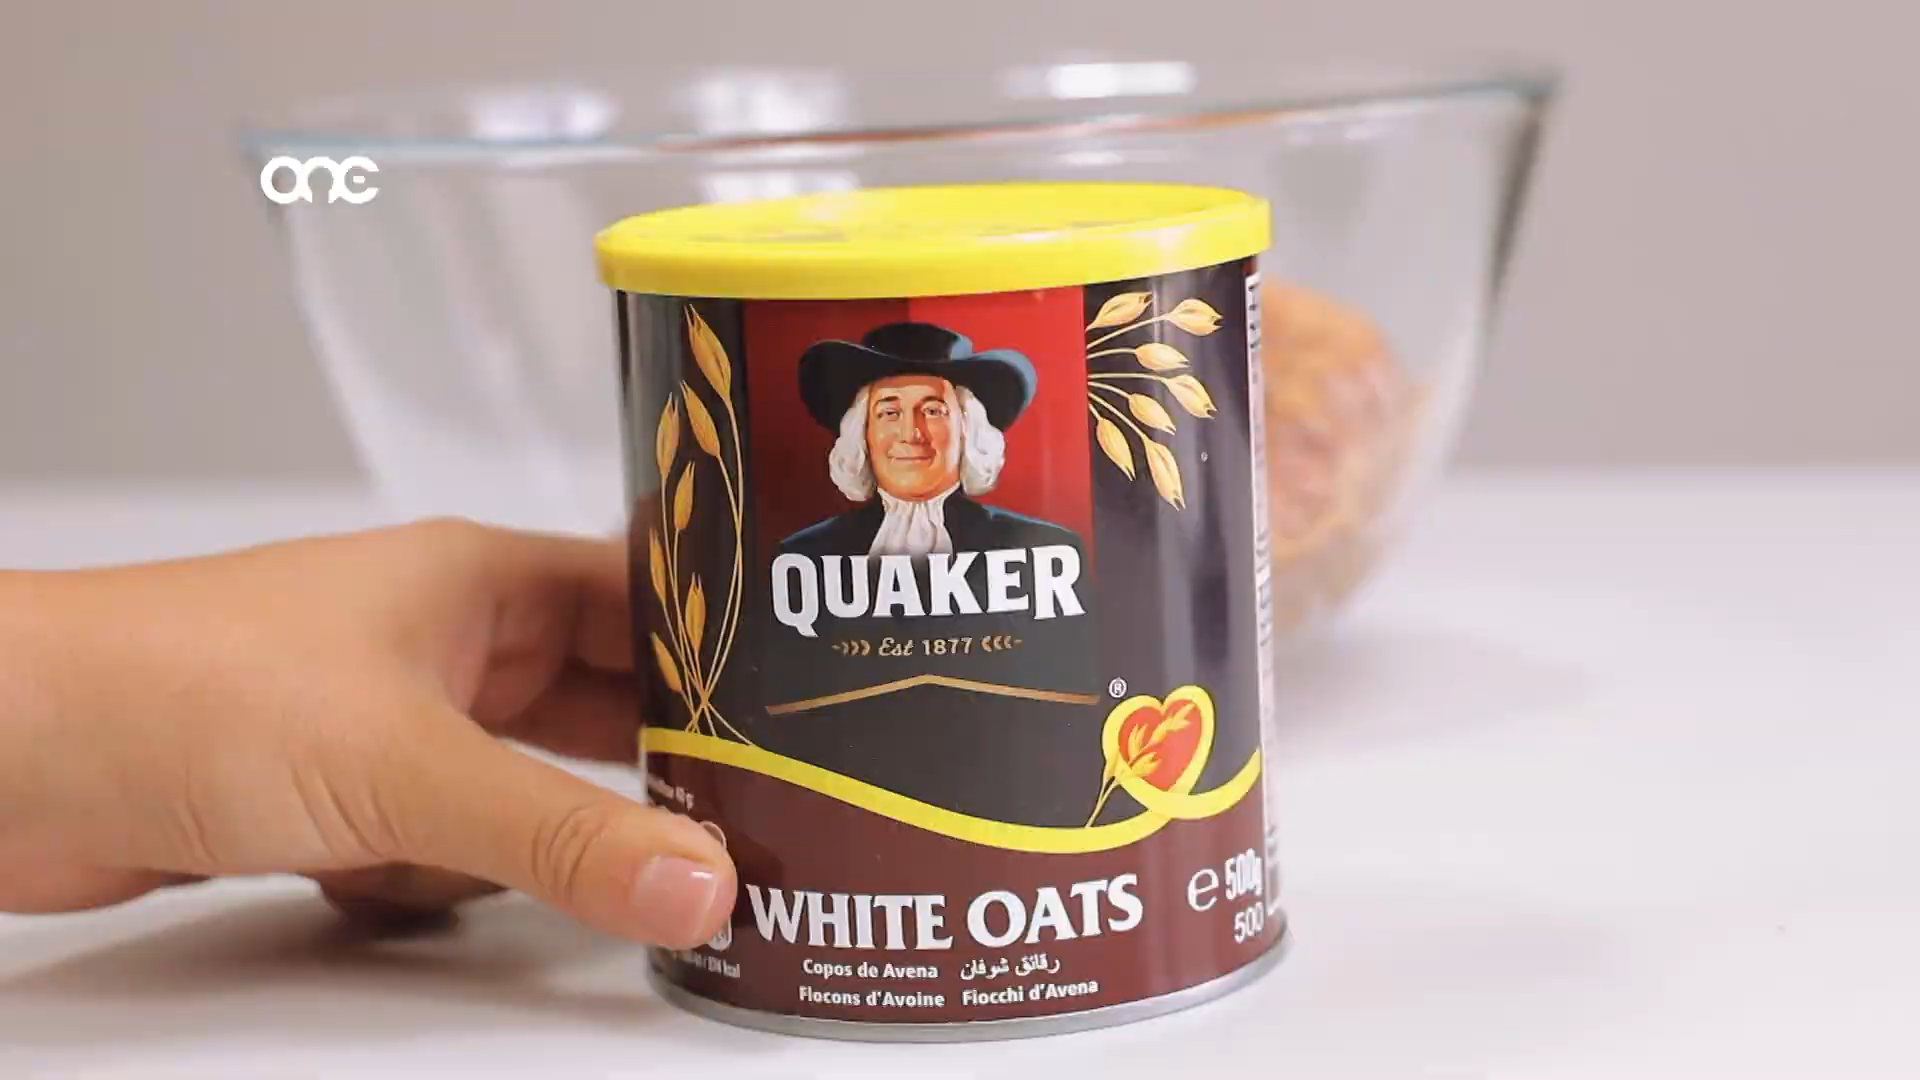 one
QUAKER
Est 1877
®
WHITE OATS
e 500g
500
Copos de Avena رقائق شوفان
Flocons d'Avoine Fiocchi d'Avena